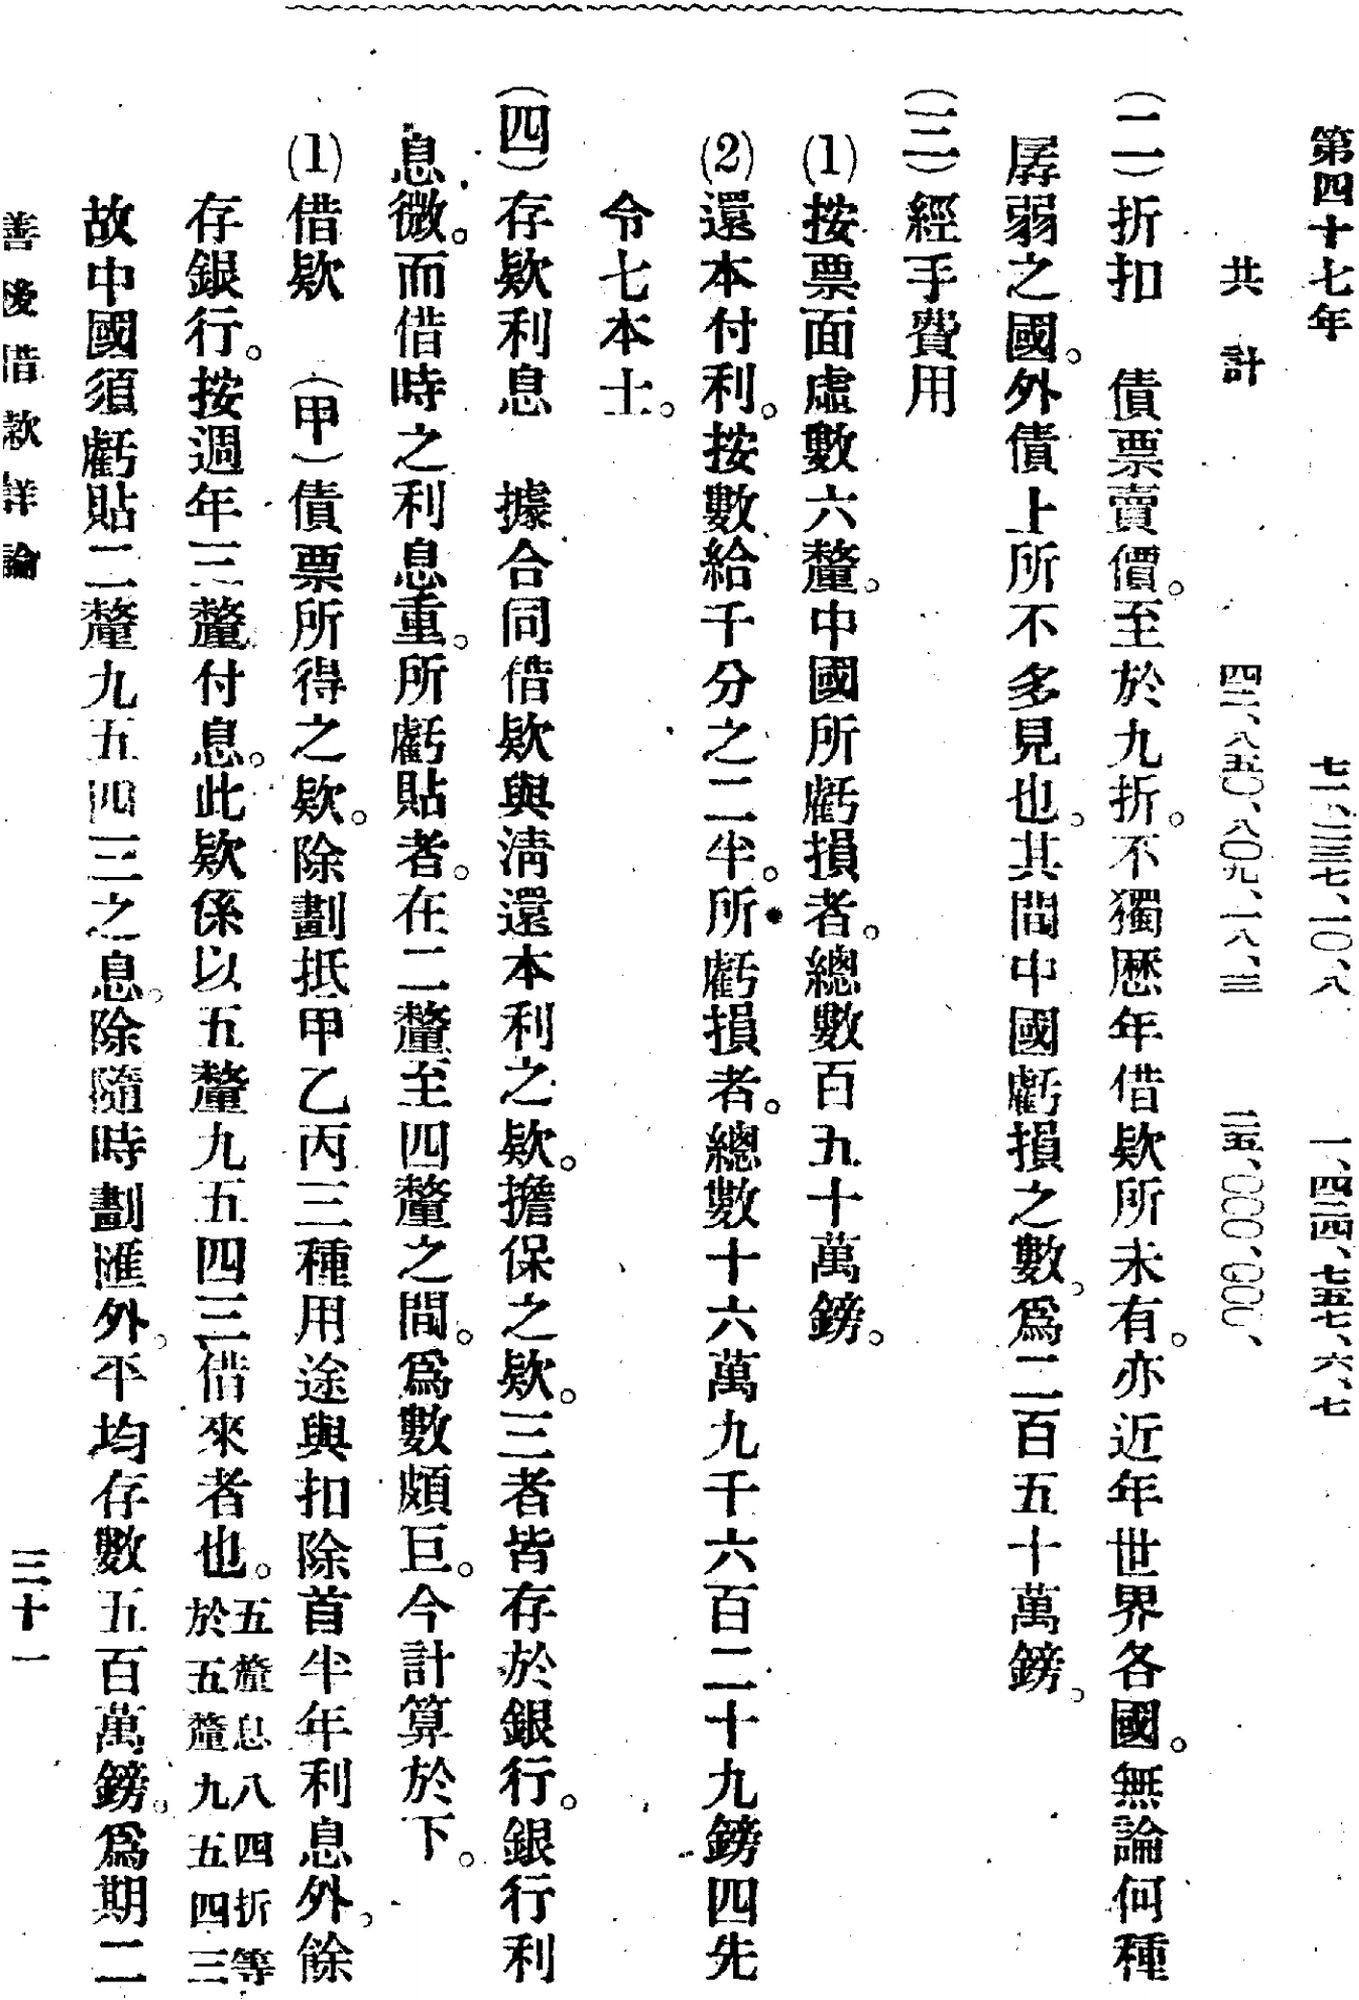 第四十七年　七一、二三七、一〇、八　一、四二四、七五七、六、七
共計　四二、八五〇、八〇九、一八、三　二五、〇〇〇、〇〇〇、
(二)折扣　債票賣價。至於九折。不獨歷年借欵所未有。亦近年世界各國。無論何種
孱弱之國。外債上所不多見也。其間中國虧損之數。爲二百五十萬鎊。
(三)經手費用
(1)按票面虛數六釐。中國所虧損者。總數百五十萬鎊。
(2)還本付利。按數給千分之二半。所虧損者。總數十六萬九千六百二十九鎊四先
令七本士。
(四)存欵利息　據合同借欵與淸還本利之欵。擔保之欵。三者皆存於銀行。銀行利
息微。而借時之利息重。所虧貼者。在二釐至四釐之間。爲數頗巨。今計算於下。
(1)借欵　(甲)債票所得之欵。除劃抵甲乙丙三種用途與扣除首半年利息外。餘
存銀行。按週年三釐付息。此欵係以五釐九五四三借來者也。五釐息八四折等於五釐九五四三
故中國須虧貼二釐九五四三之息。除隨時劃匯外。平均存數五百萬鎊。爲期二
善後借款詳論　三十一